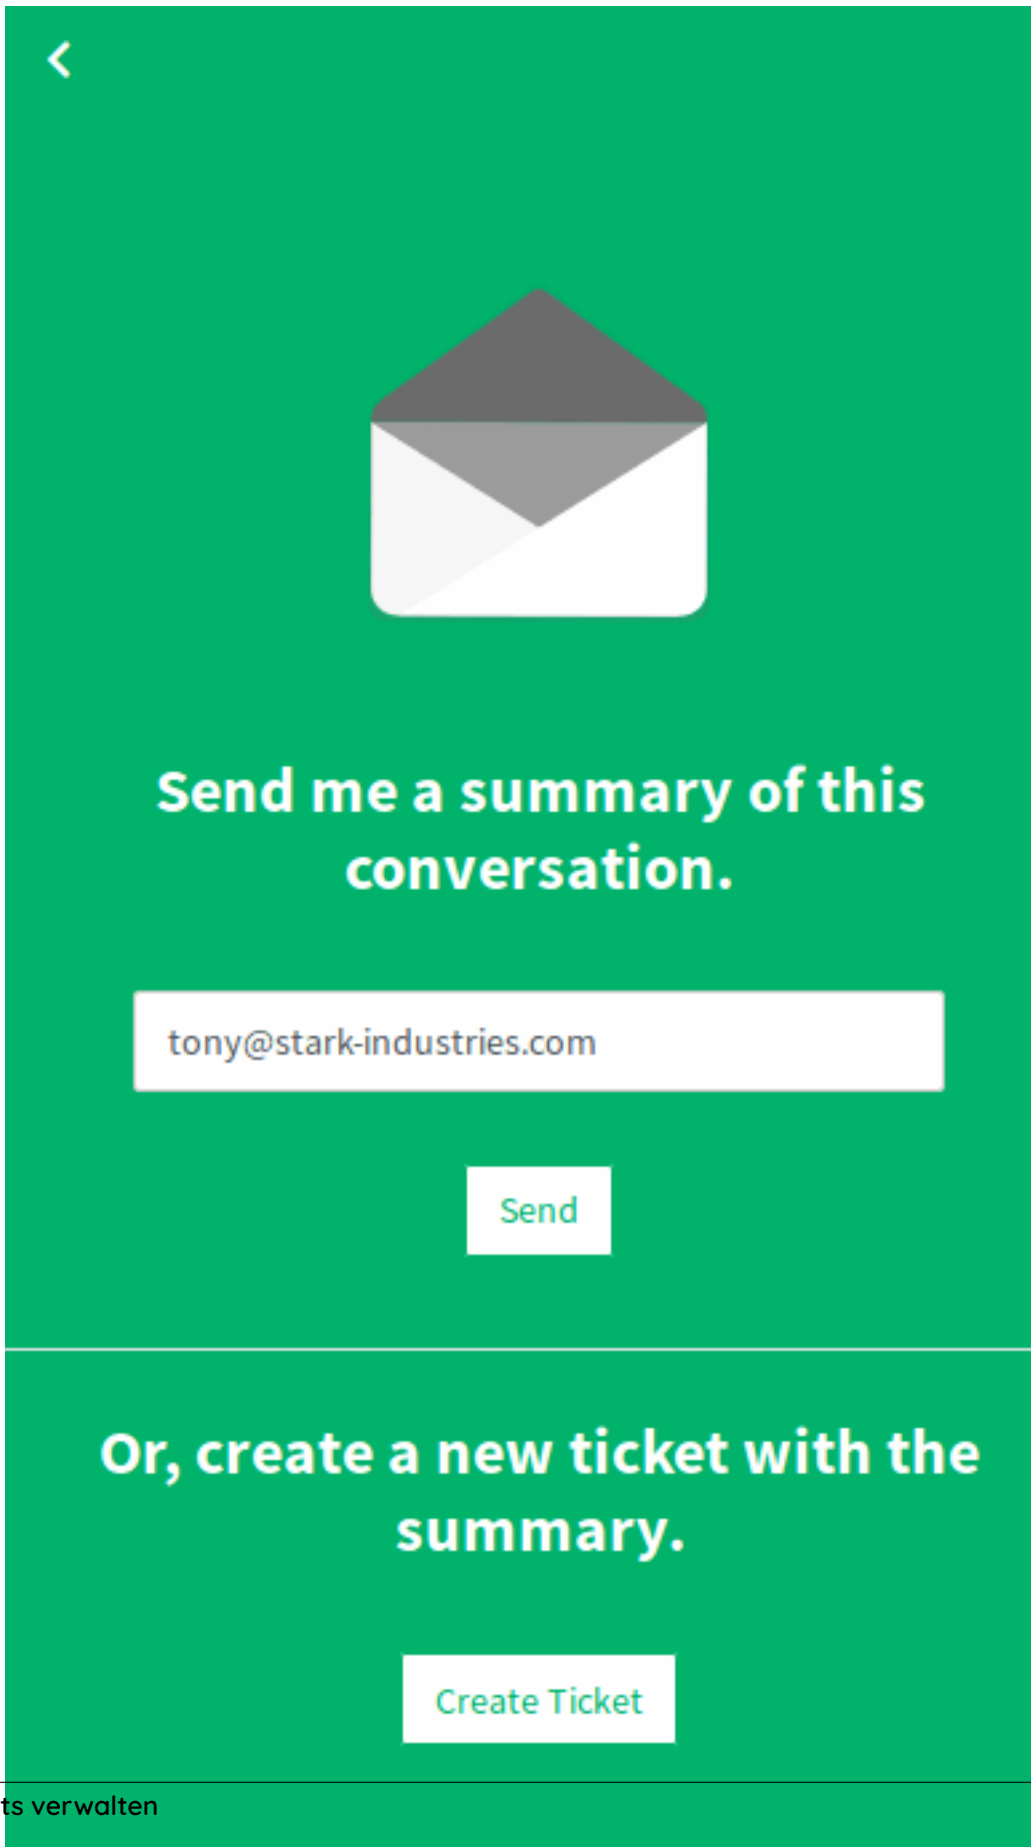 Send me a summary of this
conversation.
tony@stark-industries.com
Send
Or, create a new ticket with the
summary.
Create Ticket
ts verwalten